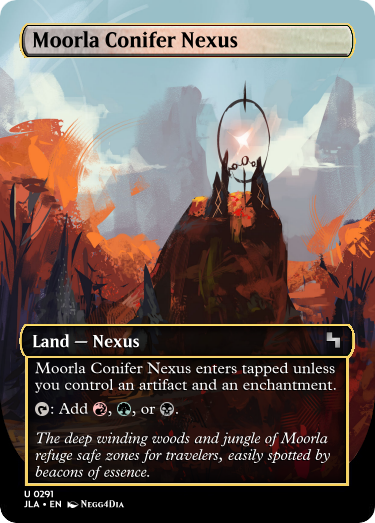 Moorla Conifer Nexus
Land — Nexus
Moorla Conifer Nexus enters tapped unless
you control an artifact and an enchantment.
: Add , , or .
The deep winding woods and jungle of Moorla
refuge safe zones for travelers, easily spotted by
beacons of essence.
U 0291
JLA • EN Negg4Dia